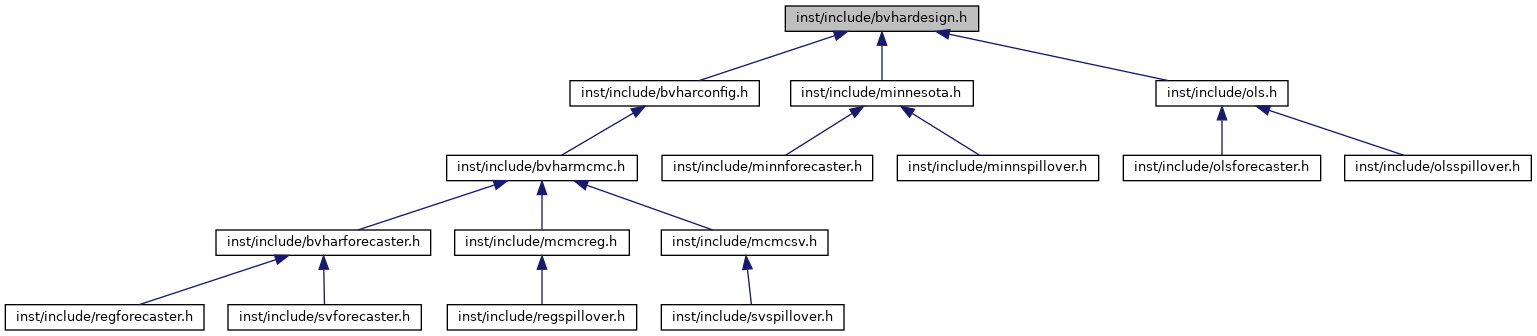 inst/include/bvhardesign.h
inst/include/bvharconfig.h
inst/include/minnesota.h
inst/include/ols.h
inst/include/bvharmcmc.h
inst/include/minnforecaster.h
inst/include/minnspillover.h
inst/include/olsforecaster.h
inst/include/olsspillover.h
inst/include/bvharforecaster.h
inst/include/mcmcreg.h
inst/include/mcmcsv.h
inst/include/regforecaster.h
inst/include/svforecaster.h
inst/include/regspillover.h
inst/include/svspillover.h